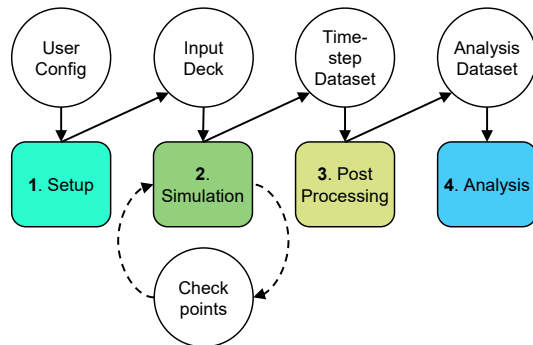 User
Config
Input
Deck
Time-
step
Dataset
Analysis
Dataset
1. Setup
2.
Simulation
3. Post
Processing
4. Analysis
Check
points